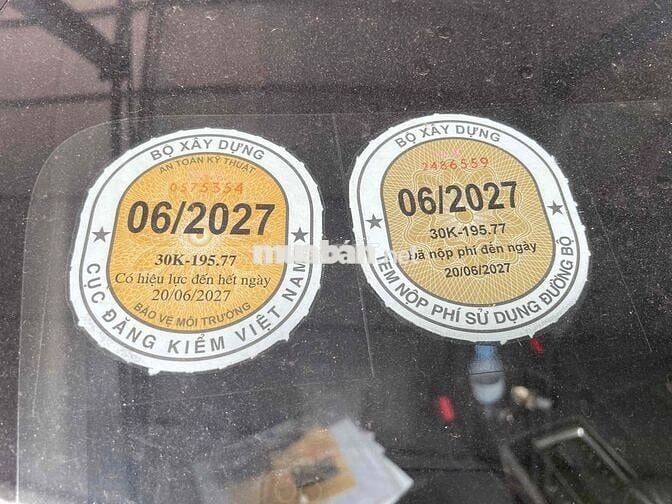 BỘ XÂY DỰNG
AN TOÀN KỸ THUẬT
0575354
06/2027
30K-195.77
Có hiệu lực đến hết ngày
20/06/2027
BẢO VỆ MÔI TRƯỜNG
CỤC ĐĂNG KIỂM VIỆT NAM
BỘ XÂY DỰNG
2486559
06/2027
30K-195.77
Đã nộp phí đến ngày
20/06/2027
TEM NỘP PHÍ SỬ DỤNG ĐƯỜNG BỘ
muaban.net